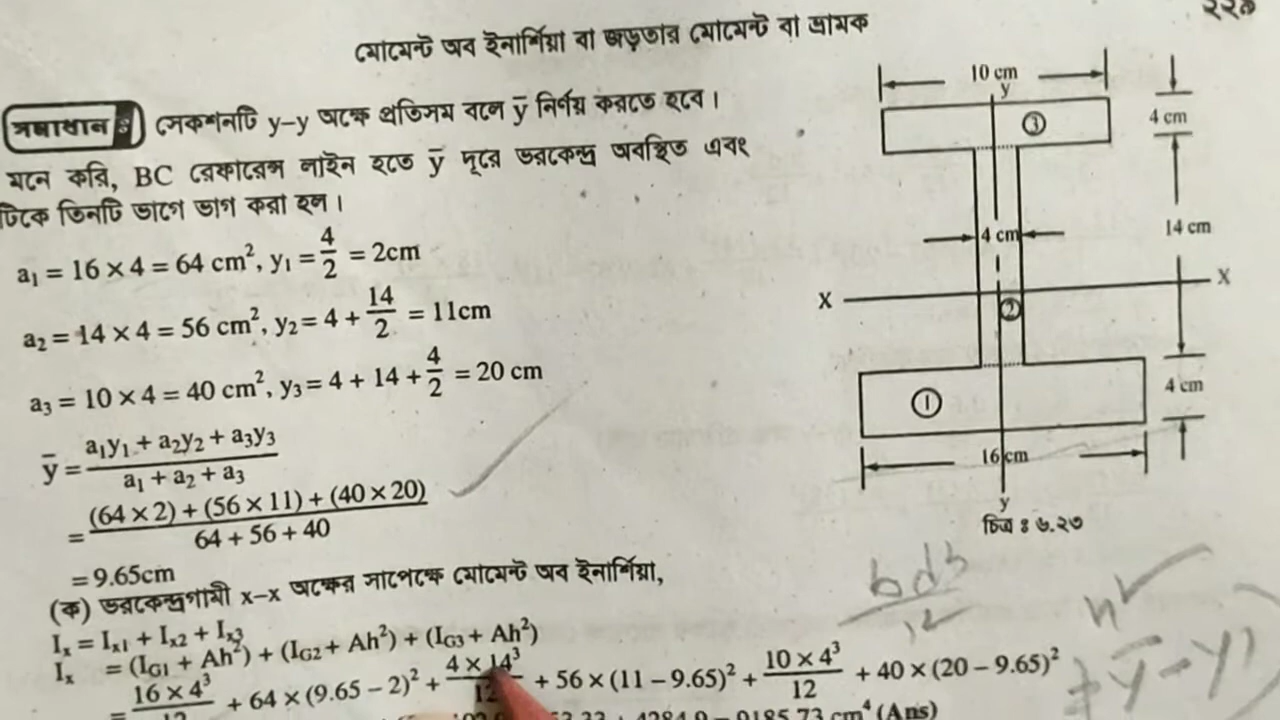 মোমেন্ট অব ইনার্শিয়া বা জড়তার মোমেন্ট বা ভ্রামক
সমাধান সেকশনটি y–y অক্ষে প্রতিসম বলে ȳ নির্ণয় করতে হবে।
মনে করি, BC রেফারেন্স লাইন হতে ȳ দূরে ভরকেন্দ্র অবস্থিত এবং
টিকে তিনটি ভাগে ভাগ করা হল।
a₁ = 16 × 4 = 64 cm², y₁ = 4/2 = 2cm
a₂ = 14 × 4 = 56 cm², y₂ = 4 + 14/2 = 11cm
a₃ = 10 × 4 = 40 cm², y₃ = 4 + 14 + 4/2 = 20 cm
ȳ = (a₁y₁ + a₂y₂ + a₃y₃)/(a₁ + a₂ + a₃)
= ((64 × 2) + (56 × 11) + (40 × 20))/(64 + 56 + 40)
= 9.65cm
(ক) ভরকেন্দ্রগামী x–x অক্ষের সাপেক্ষে মোমেন্ট অব ইনার্শিয়া,
Iₓ = Iₓ₁ + Iₓ₂ + Iₓ₃
Iₓ = (I_G1 + Ah²) + (I_G2 + Ah²) + (I_G3 + Ah²)
= 16 × 4³/12 + 64 × (9.65 – 2)² + 4 × 14³/12 + 56 × (11 – 9.65)² + 10 × 4³/12 + 40 × (20 – 9.65)²
9185.73 cm⁴ (Ans)
10 cm
y
③
4 cm
4 cm
14 cm
X
X
②
①
4 cm
16 cm
y
চিত্র ঃ ৬.২৩
bd³/12